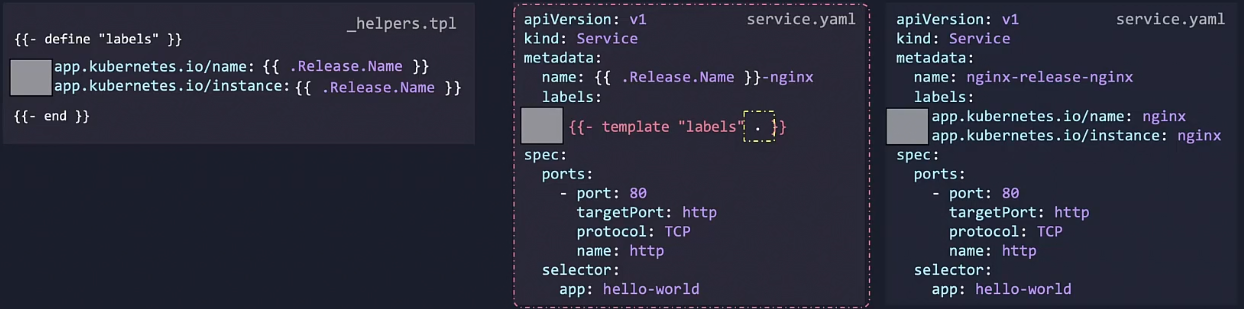 _helpers.tpl
{{- define "labels" }}
app.kubernetes.io/name: {{ .Release.Name }}
app.kubernetes.io/instance: {{ .Release.Name }}
{{- end }}
service.yaml
apiVersion: v1
kind: Service
metadata:
  name: {{ .Release.Name }}-nginx
  labels:
    {{- template "labels" . }}
spec:
  ports:
    - port: 80
      targetPort: http
      protocol: TCP
      name: http
  selector:
    app: hello-world
service.yaml
apiVersion: v1
kind: Service
metadata:
  name: nginx-release-nginx
  labels:
    app.kubernetes.io/name: nginx
    app.kubernetes.io/instance: nginx
spec:
  ports:
    - port: 80
      targetPort: http
      protocol: TCP
      name: http
  selector:
    app: hello-world